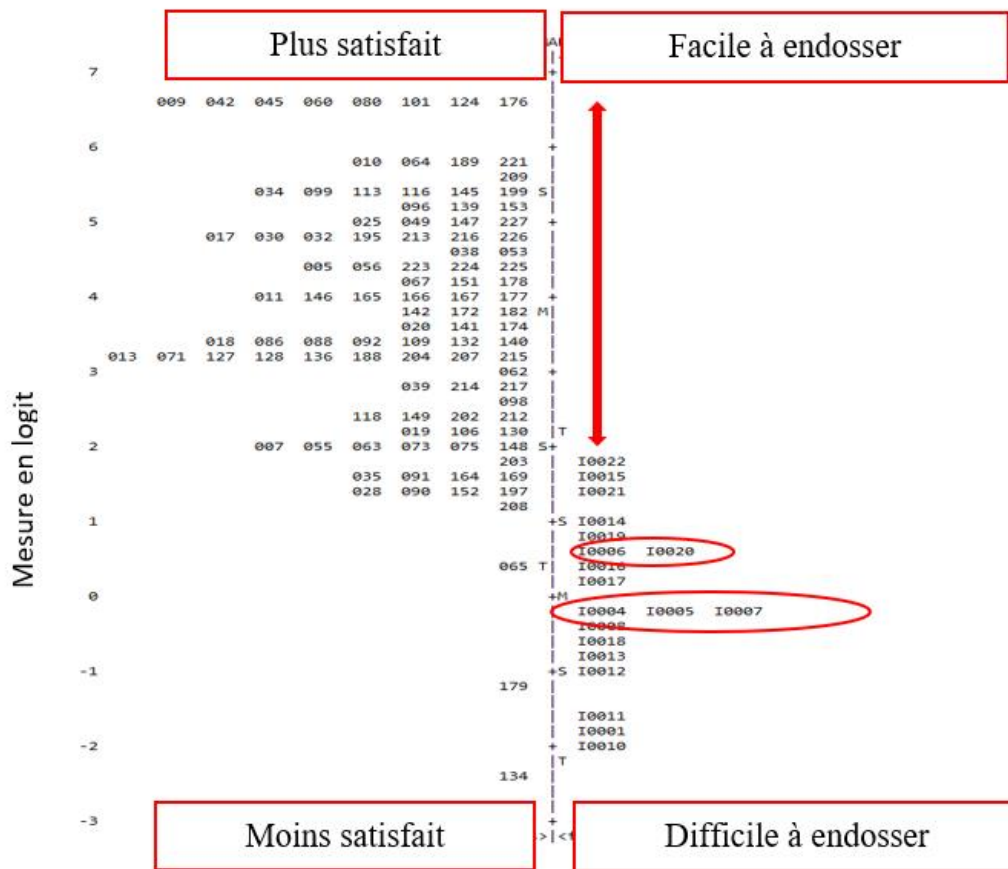 Plus satisfait Facile à endosser
7 +
009 042 045 060 080 101 124 176 |
6 +
010 064 189 221 |
209 |
034 099 113 116 145 199 S|
096 139 153 |
5 025 049 147 227 +
017 030 032 195 213 216 226 |
038 053 |
005 056 223 224 225 |
067 151 178 |
4 011 146 165 166 167 177 +
142 172 182 M|
020 141 174 |
018 086 088 092 109 132 140 |
013 071 127 128 136 188 204 207 215 |
3 062 +
039 214 217 |
098 |
118 149 202 212 |
019 106 130 |T
2 007 055 063 073 075 148 S+
203 | I0022
035 091 164 169 | I0015
028 090 152 197 | I0021
208 |
1 +S I0014
| I0019
| I0006 I0020
065 T| I0016
| I0017
0 +M
| I0004 I0005 I0007
| I0008
| I0018
| I0013
-1 +S I0012
179 |
| I0011
| I0001
-2 + I0010
|T
134 |
-3 +
Mesure en logit
Moins satisfait >|< Difficile à endosser